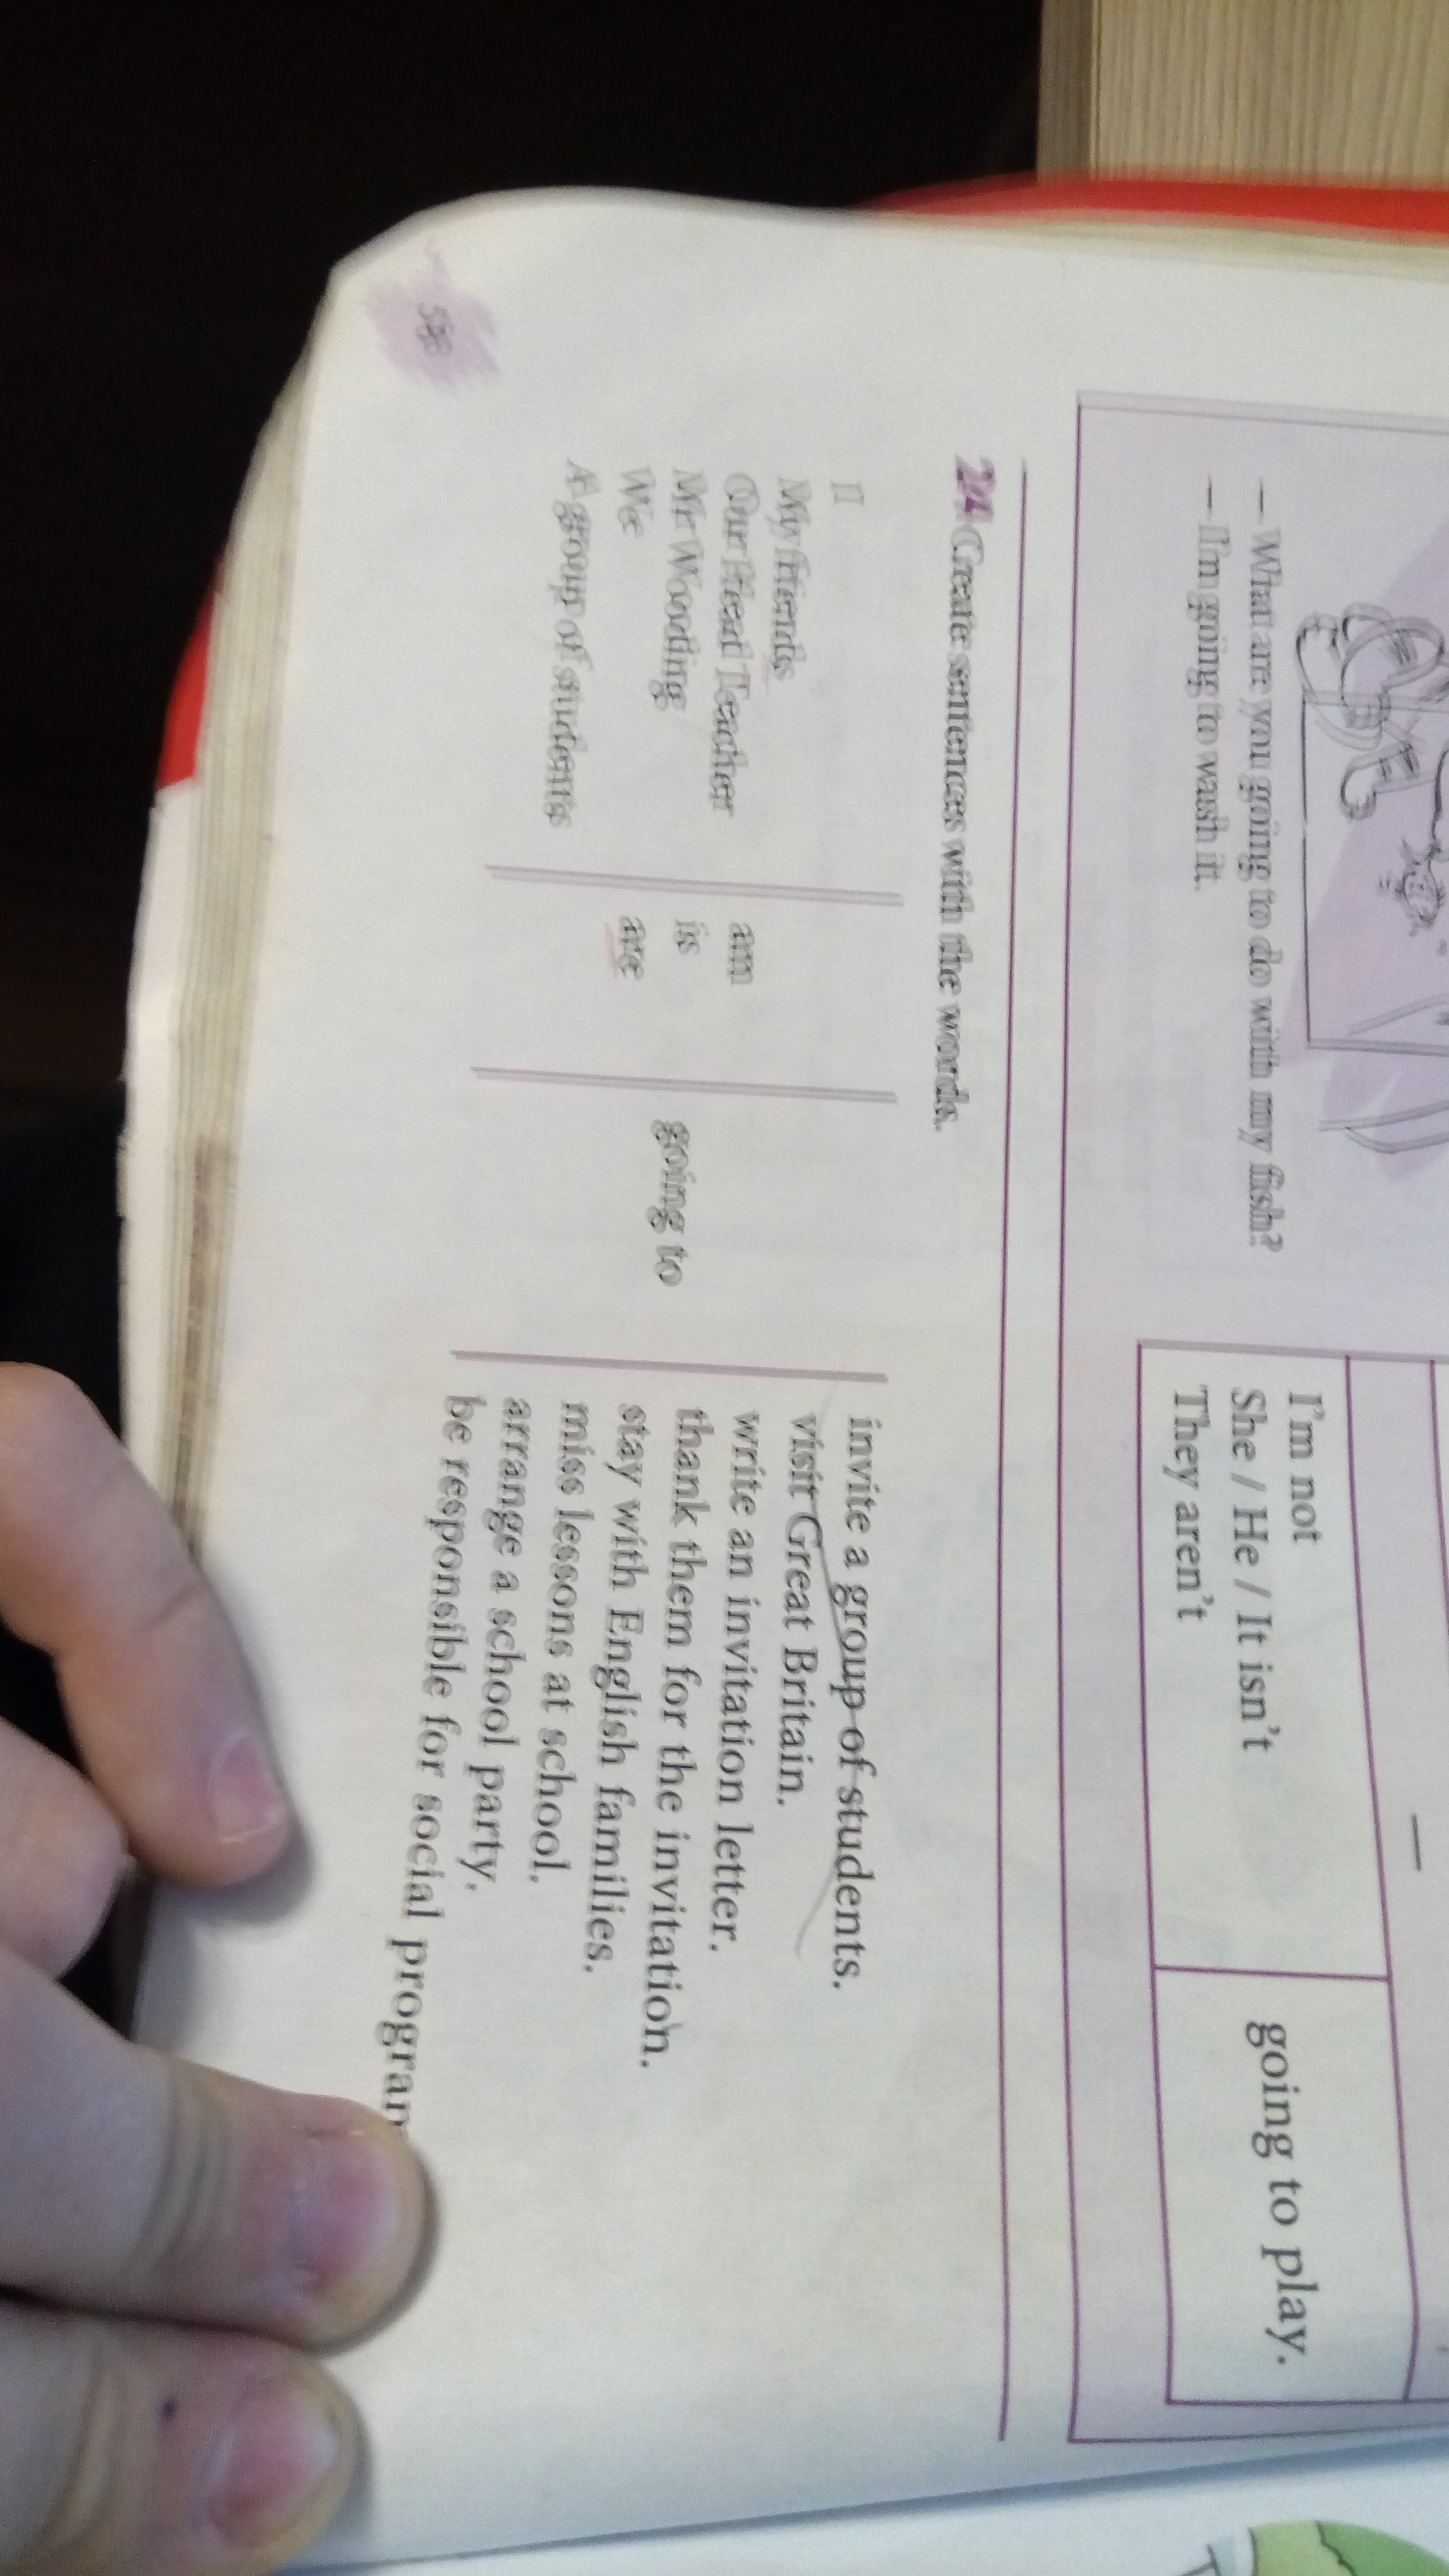 — What are you going to do with my fish?
— I'm going to wash it.
I'm not
She / He / It isn't
They aren't
going to play.
24 Create sentences with the words.
I
My friends
Our Head Teacher
Mr Wooding
We
A group of students
am
is
are
going to
invite a group of students.
visit Great Britain.
write an invitation letter.
thank them for the invitation.
stay with English families.
miss lessons at school.
arrange a school party.
be responsible for social